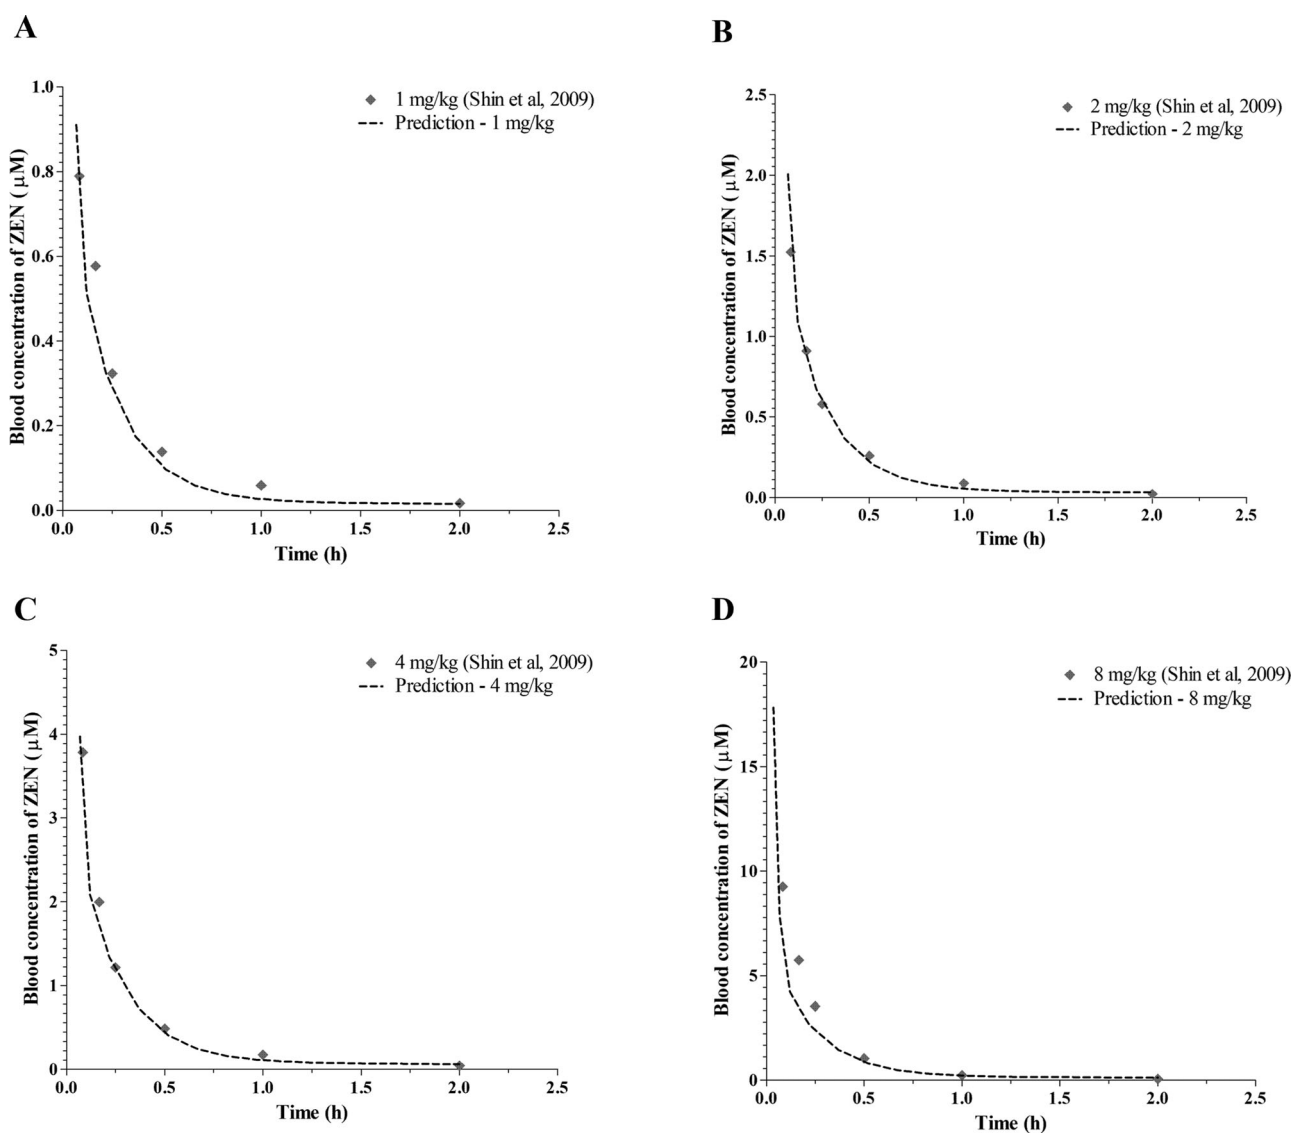 A
1 mg/kg (Shin et al, 2009)
Prediction - 1 mg/kg
Blood concentration of ZEN ( μM)
1.0
0.8
0.6
0.4
0.2
0.0
0.0 0.5 1.0 1.5 2.0 2.5
Time (h)
B
2 mg/kg (Shin et al, 2009)
Prediction - 2 mg/kg
Blood concentration of ZEN ( μM)
2.5
2.0
1.5
1.0
0.5
0.0
0.0 0.5 1.0 1.5 2.0 2.5
Time (h)
C
4 mg/kg (Shin et al, 2009)
Prediction - 4 mg/kg
Blood concentration of ZEN ( μM)
5
4
3
2
1
0
0.0 0.5 1.0 1.5 2.0 2.5
Time (h)
D
8 mg/kg (Shin et al, 2009)
Prediction - 8 mg/kg
Blood concentration of ZEN ( μM)
20
15
10
5
0
0.0 0.5 1.0 1.5 2.0 2.5
Time (h)